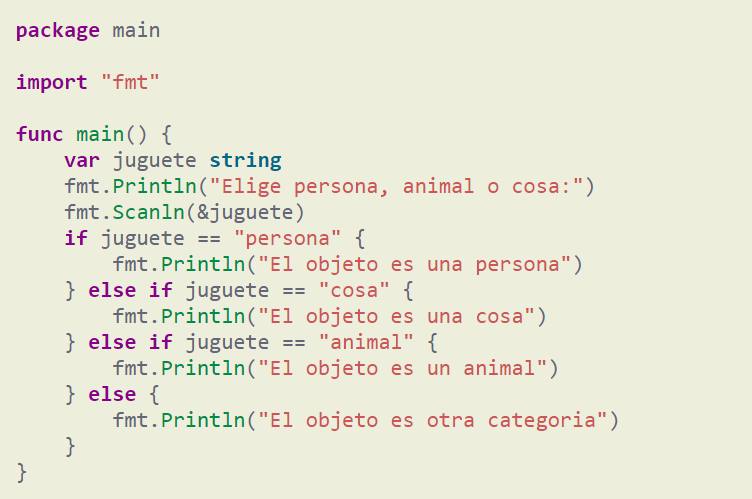 package main
import "fmt"
func main() {
    var juguete string
    fmt.Println("Elige persona, animal o cosa:")
    fmt.Scanln(&juguete)
    if juguete == "persona" {
        fmt.Println("El objeto es una persona")
    } else if juguete == "cosa" {
        fmt.Println("El objeto es una cosa")
    } else if juguete == "animal" {
        fmt.Println("El objeto es un animal")
    } else {
        fmt.Println("El objeto es otra categoria")
    }
}